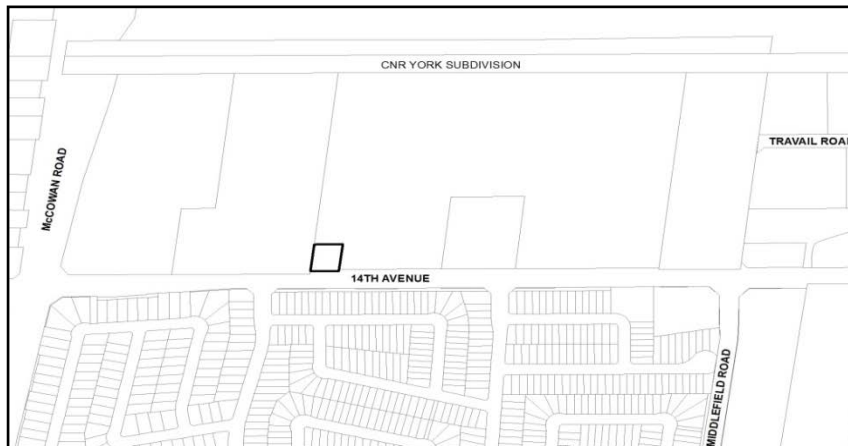 CNR YORK SUBDIVISION
TRAVAIL ROAD
McCOWAN ROAD
14TH AVENUE
MIDDLEFIELD ROAD